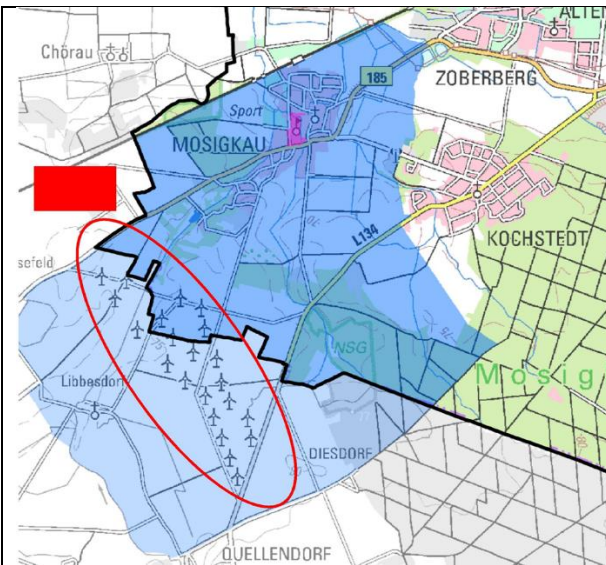 ALTEN
Chörau
185
ZOBERBERG
Sport
MOSIGKAU
L134
KOCHSTEDT
sefeld
NSG
Libbesdorf
Mosig
DIESDORF
QUELLENDORF